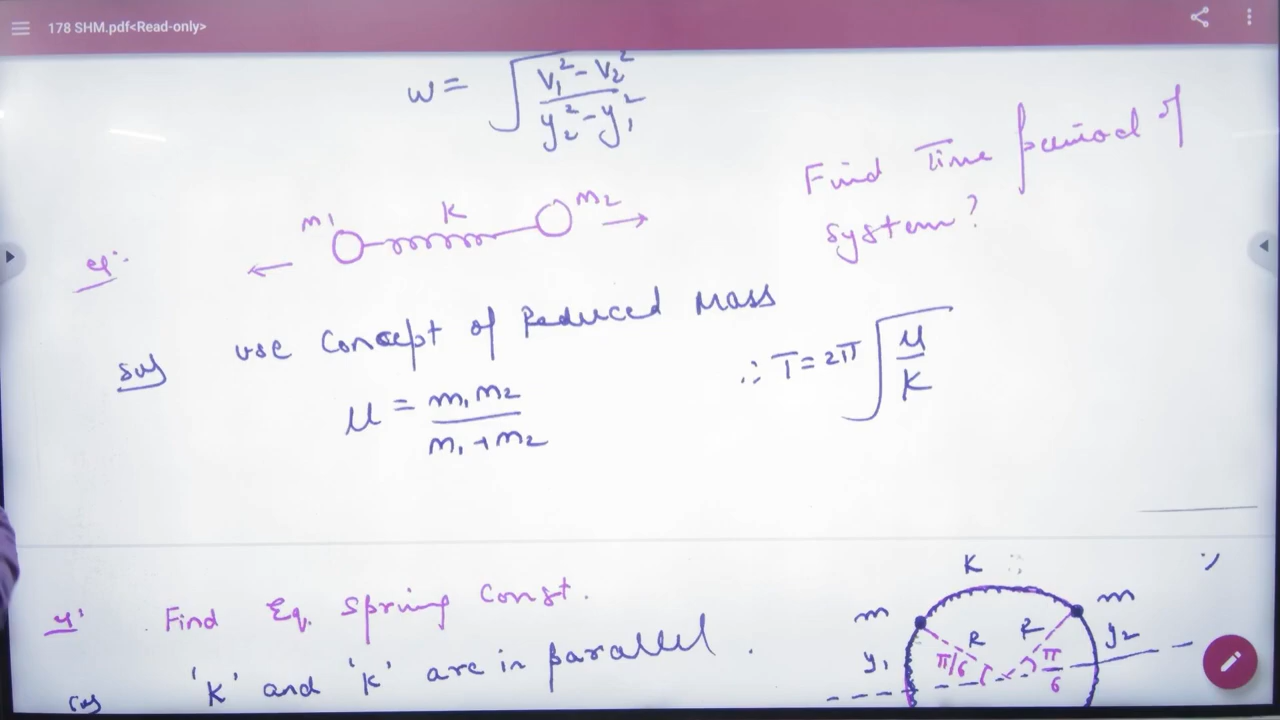 178 SHM.pdf<Read-only>
w = √(v₁² - v₂² / y₂² - y₁²)
Find Time period of
system?
m₁ K m₂
use Concept of Reduced Mass
Sol
μ = m₁m₂ / m₁+m₂
∴ T = 2π √(μ / K)
K
m m
Find Eq. Spring Const.
y₁ R R y₂
π/6 π/6
'K' and 'K' are in parallel.